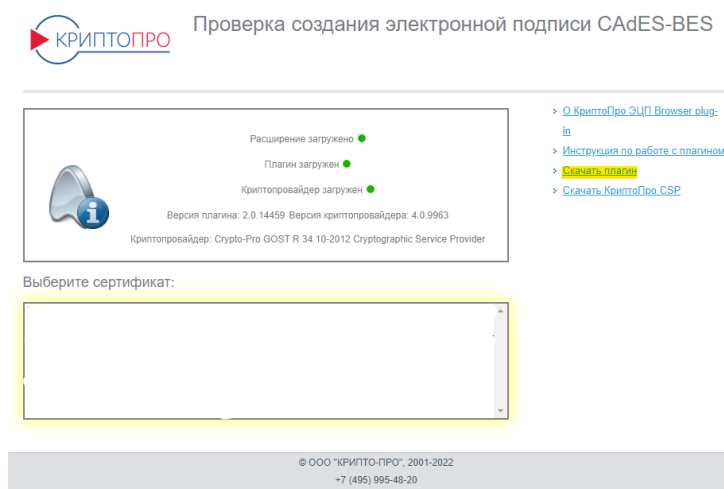 КРИПТОПРО
Проверка создания электронной подписи CAdES-BES
Расширение загружено
Плагин загружен
Криптопровайдер загружен
Версия плагина: 2.0.14459 Версия криптопровайдера: 4.0.9963
Криптопровайдер: Crypto-Pro GOST R 34.10-2012 Cryptographic Service Provider
О КриптоПро ЭЦП Browser plug-
in
Инструкция по работе с плагином
Скачать плагин
Скачать КриптоПро CSP
Выберите сертификат:
© ООО "КРИПТО-ПРО", 2001-2022
+7 (495) 995-48-20